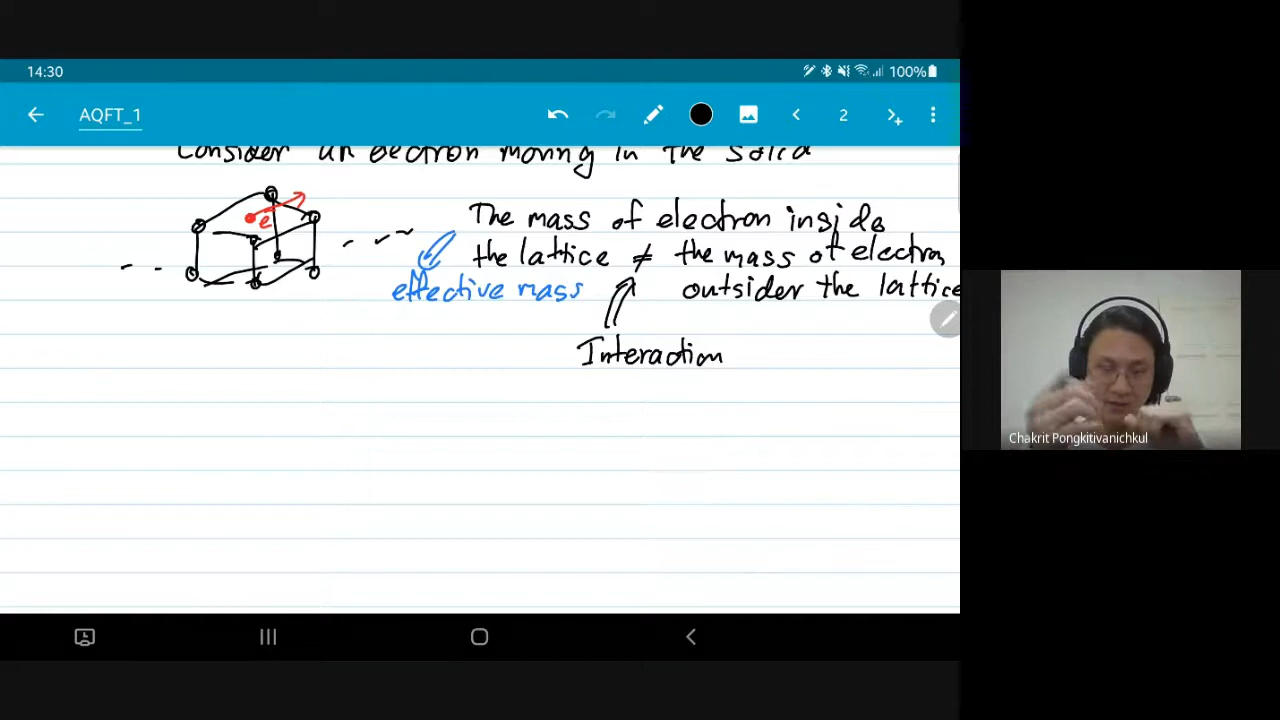 14:30
100%
AQFT_1
2
Consider an electron moving in the solid
e
The mass of electron inside
the lattice ≠ the mass of electron
effective mass
outsider the lattice
Interaction
Chakrit Pongkitivanichkul